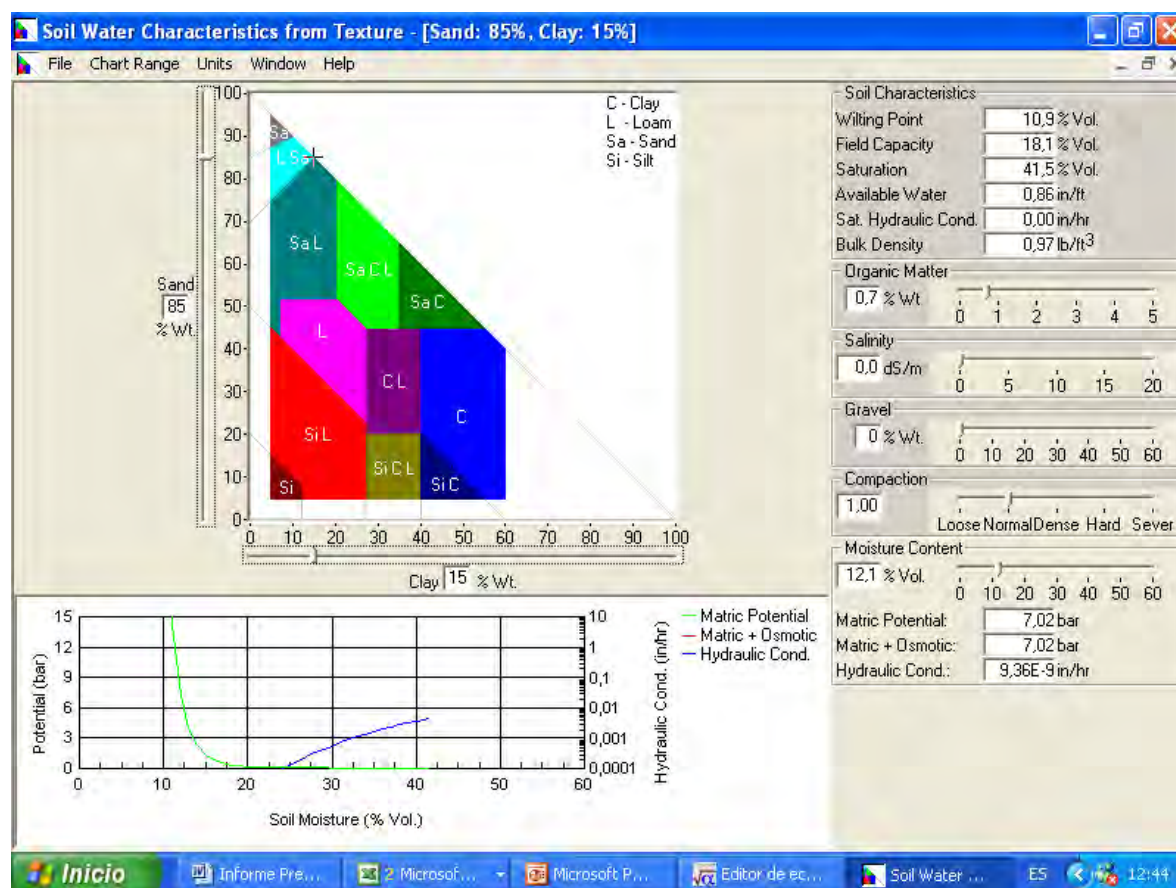 Soil Water Characteristics from Texture - [Sand: 85%, Clay: 15%]
File Chart Range Units Window Help
C - Clay
L - Loam
Sa - Sand
Si - Silt
100
90
80
70
60
50
40
30
20
10
0
Sand
85
% Wt.
Sa
L Sa
Sa L
Sa C L
Sa C
L
C L
C
Si L
Si C L
Si C
Si
0 10 20 30 40 50 60 70 80 90 100
Clay 15 % Wt.
Soil Characteristics
Wilting Point 10,9 % Vol.
Field Capacity 18,1 % Vol.
Saturation 41,5 % Vol.
Available Water 0,86 in/ft
Sat. Hydraulic Cond. 0,00 in/hr
Bulk Density 0,97 lb/ft3
Organic Matter
0,7 % Wt
0 1 2 3 4 5
Salinity
0,0 dS/m
0 5 10 15 20
Gravel
0 % Wt.
0 10 20 30 40 50 60
Compaction
1,00
Loose Normal Dense Hard Sever
Moisture Content
12,1 % Vol.
0 10 20 30 40 50 60
Matric Potential: 7,02 bar
Matric + Osmotic: 7,02 bar
Hydraulic Cond.: 9,36E-9 in/hr
Potential (bar)
15
12
9
6
3
0
0 10 20 30 40 50 60
Soil Moisture (% Vol.)
10
1
0,1
0,01
0,001
0,0001
Hydraulic Cond. (in/hr)
Matric Potential
Matric + Osmotic
Hydraulic Cond.
Inicio
Informe Pre...
2 Microsof...
Microsoft P...
Editor de ec...
Soil Water ...
ES
12:44